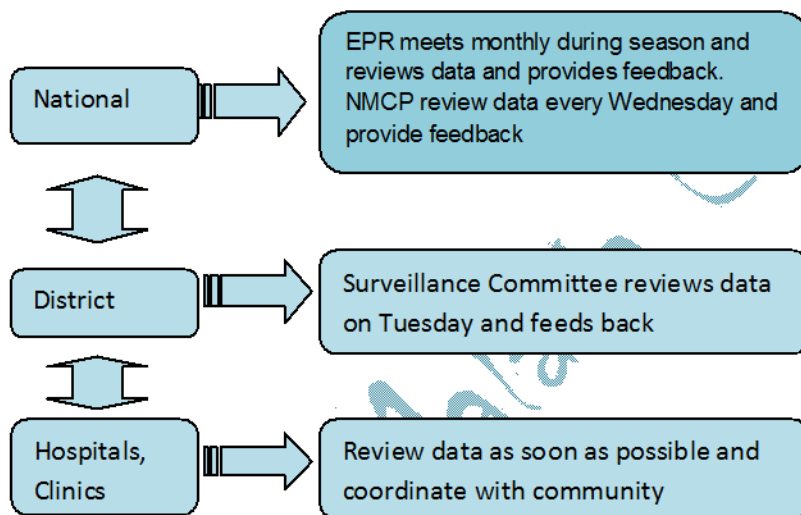 National
EPR meets monthly during season and
reviews data and provides feedback.
NMCP review data every Wednesday and
provide feedback
District
Surveillance Committee reviews data
on Tuesday and feeds back
Hospitals,
Clinics
Review data as soon as possible and
coordinate with community